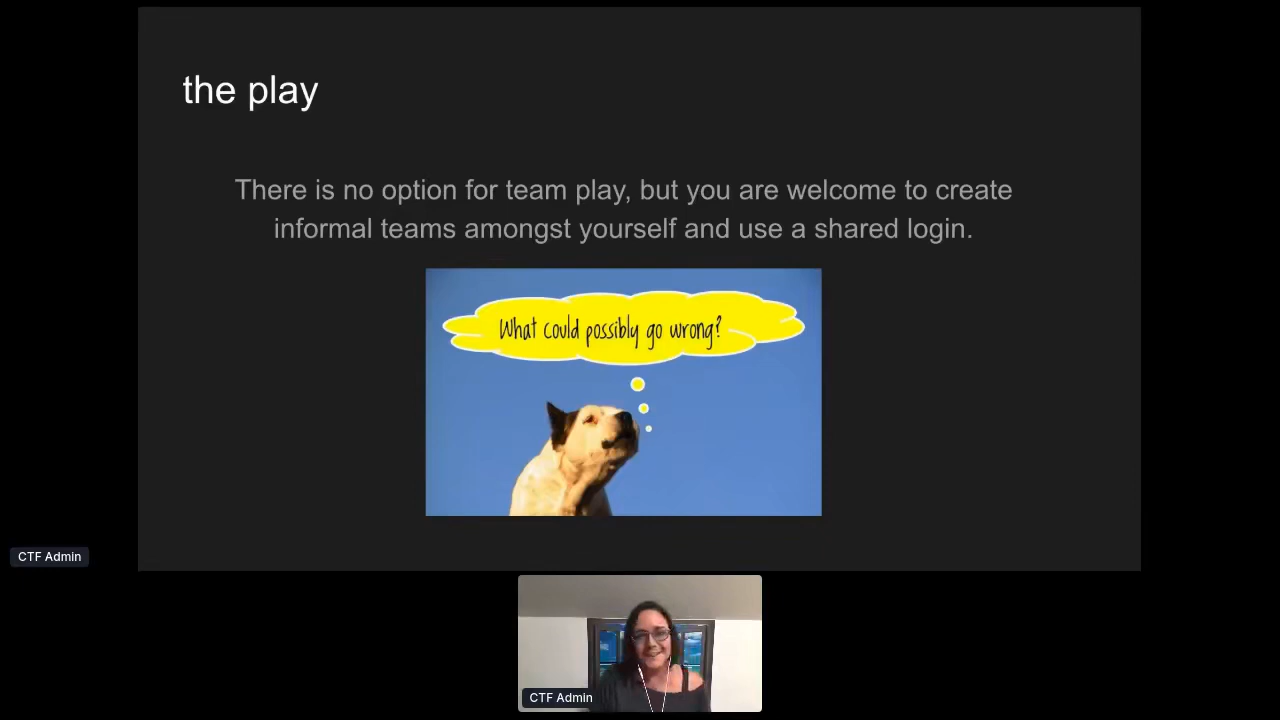 the play
There is no option for team play, but you are welcome to create
informal teams amongst yourself and use a shared login.
What could possibly go wrong?
CTF Admin
CTF Admin